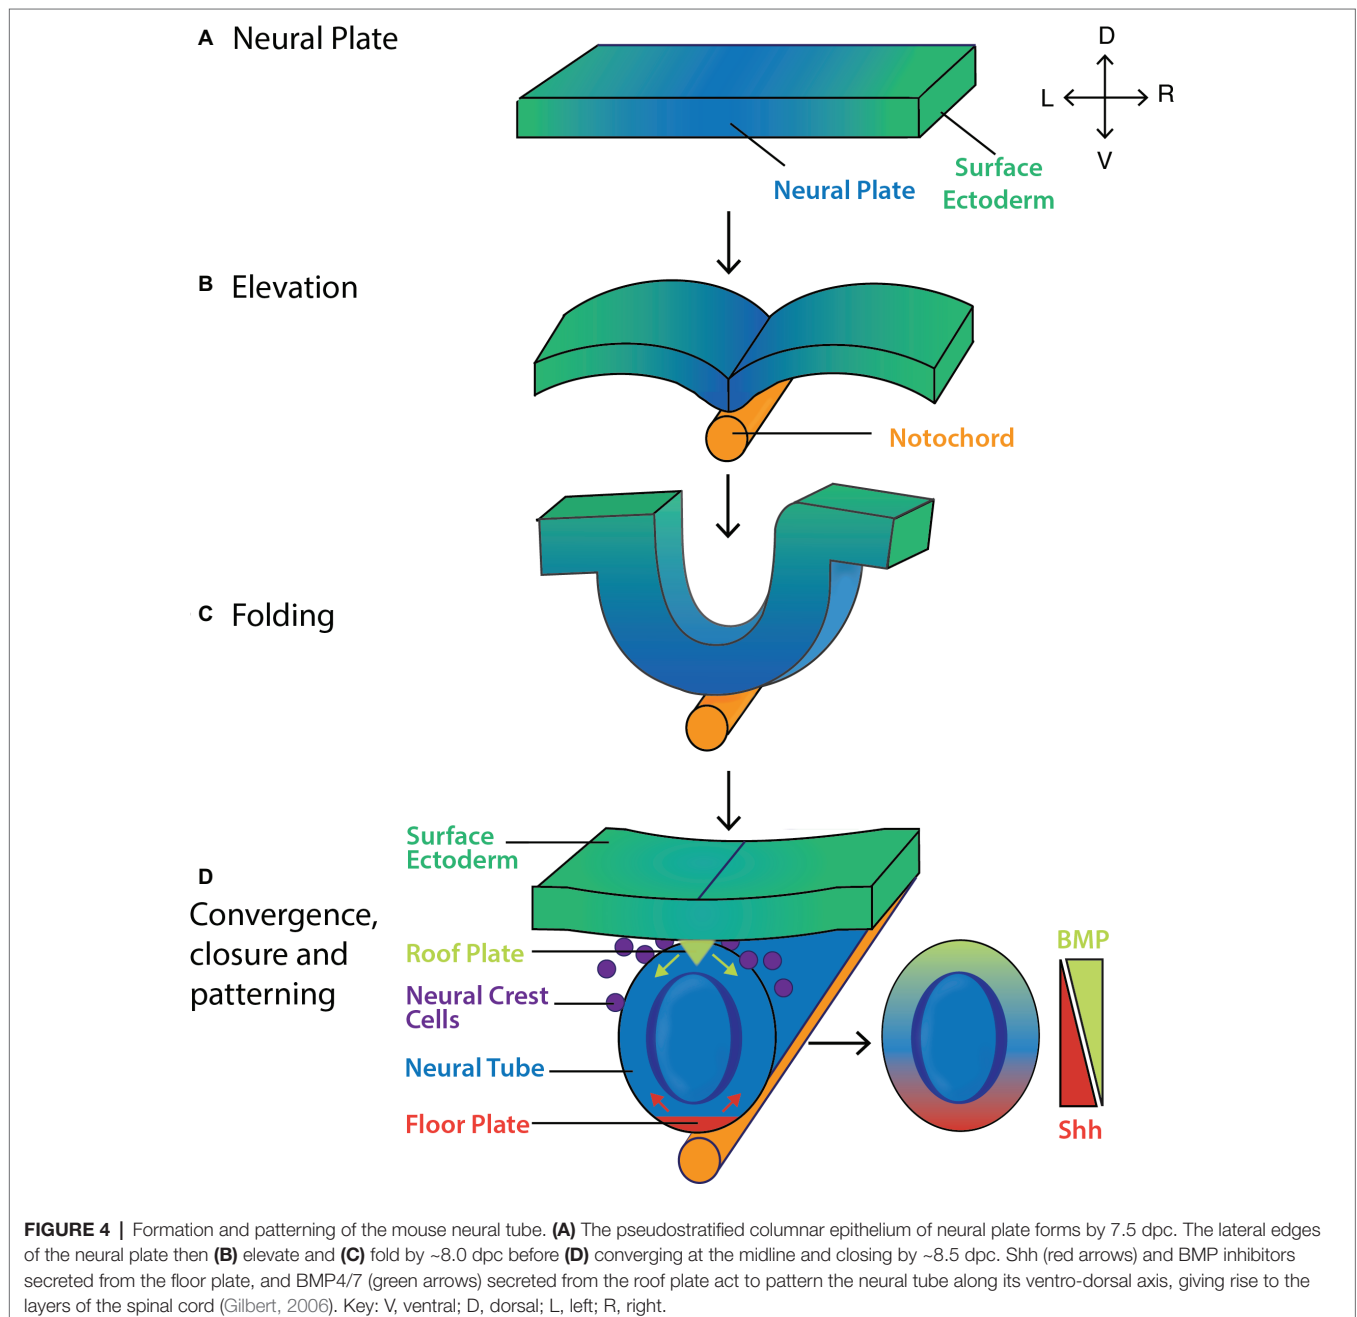 A Neural Plate
D
L
R
V
Surface
Ectoderm
Neural Plate
B Elevation
Notochord
C Folding
D
Convergence,
closure and
patterning
Surface
Ectoderm
Roof Plate
Neural Crest
Cells
Neural Tube
Floor Plate
BMP
Shh
FIGURE 4 | Formation and patterning of the mouse neural tube. (A) The pseudostratified columnar epithelium of neural plate forms by 7.5 dpc. The lateral edges
of the neural plate then (B) elevate and (C) fold by ~8.0 dpc before (D) converging at the midline and closing by ~8.5 dpc. Shh (red arrows) and BMP inhibitors
secreted from the floor plate, and BMP4/7 (green arrows) secreted from the roof plate act to pattern the neural tube along its ventro-dorsal axis, giving rise to the
layers of the spinal cord (Gilbert, 2006). Key: V, ventral; D, dorsal; L, left; R, right.